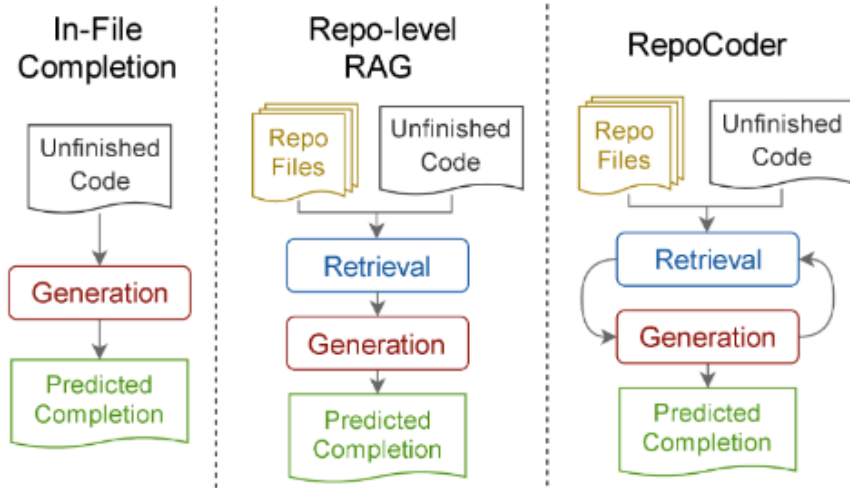 In-File
Completion
Unfinished
Code
Generation
Predicted
Completion
Repo-level
RAG
Repo
Files
Unfinished
Code
Retrieval
Generation
Predicted
Completion
RepoCoder
Repo
Files
Unfinished
Code
Retrieval
Generation
Predicted
Completion